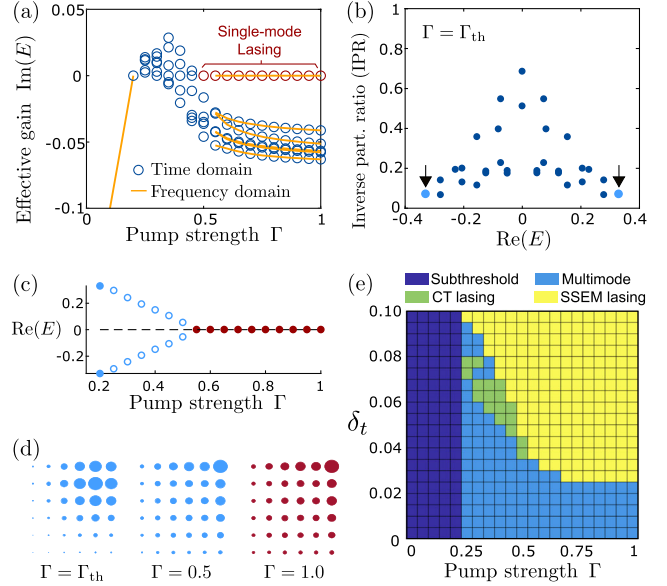 (a)
Single-mode
Lasing
Effective gain Im(E)
0.05
0
-0.05
-0.1
Time domain
Frequency domain
0 0.5 1
Pump strength Γ
(b)
Γ = Γth
Inverse part. ratio (IPR)
1
0.8
0.6
0.4
0.2
0
-0.4 -0.2 0 0.2 0.4
Re(E)
(c)
Re(E)
0.2
0
-0.2
0.2 0.4 0.6 0.8 1
Pump strength Γ
(d)
Γ = Γth Γ = 0.5 Γ = 1.0
(e)
Subthreshold Multimode
CT lasing SSEM lasing
δt
0.10
0.08
0.06
0.04
0.02
0
0 0.25 0.5 0.75 1
Pump strength Γ